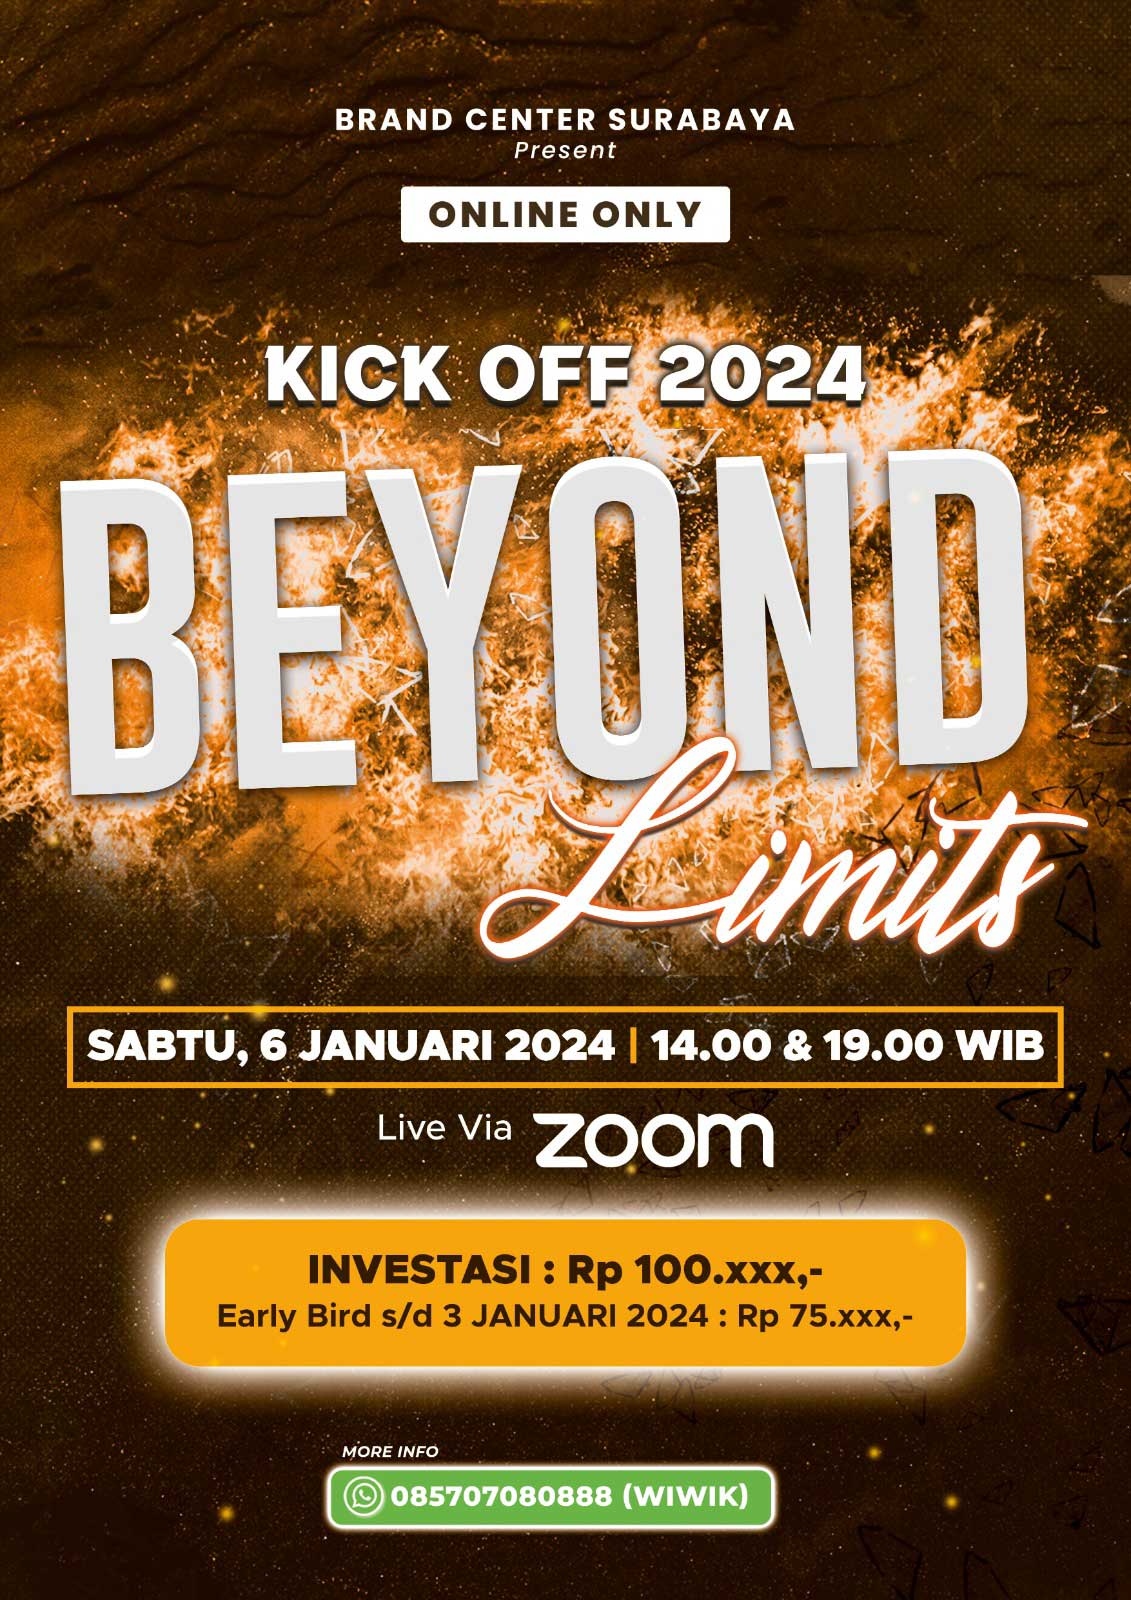 BRAND CENTER SURABAYA
Present
ONLINE ONLY
KICK OFF 2024
BEYOND
Limits
SABTU, 6 JANUARI 2024 | 14.00 & 19.00 WIB
Live Via zoom
INVESTASI : Rp 100.xxx,-
Early Bird s/d 3 JANUARI 2024 : Rp 75.xxx,-
MORE INFO
085707080888 (WIWIK)